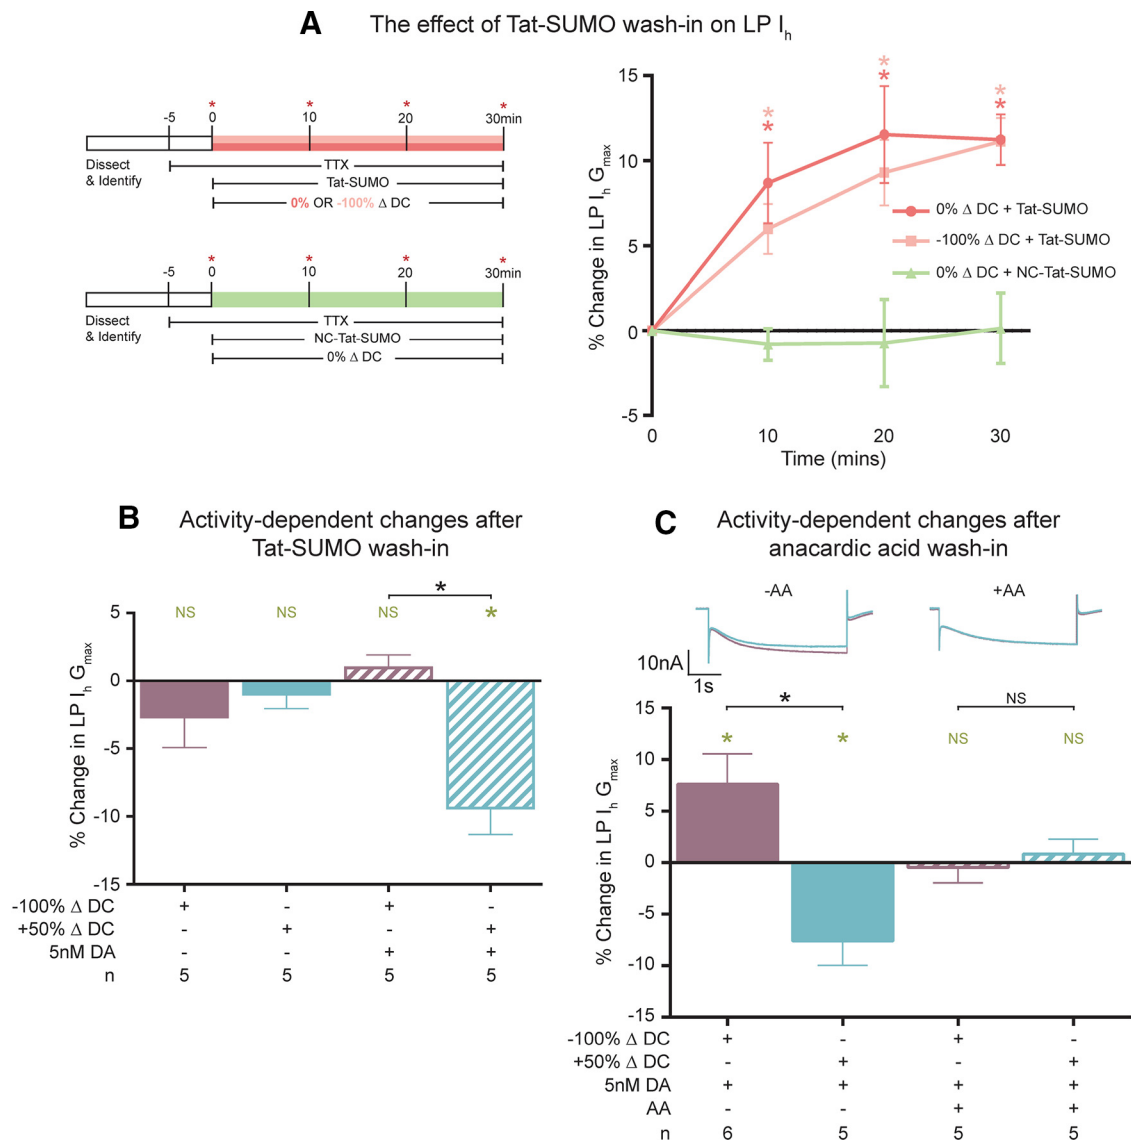 A The effect of Tat-SUMO wash-in on LP Ih
* * * *
-5 0 10 20 30min
Dissect
& Identify
TTX
Tat-SUMO
0% OR -100% Δ DC
* * * *
-5 0 10 20 30min
Dissect
& Identify
TTX
NC-Tat-SUMO
0% Δ DC
% Change in LP Ih Gmax
15
10
5
0
-5
* * *
* * *
0% Δ DC + Tat-SUMO
-100% Δ DC + Tat-SUMO
0% Δ DC + NC-Tat-SUMO
0 10 20 30
Time (mins)
B Activity-dependent changes after
Tat-SUMO wash-in
*
NS NS NS *
% Change in LP Ih Gmax
5
0
-5
-10
-15
-100% Δ DC + - + -
+50% Δ DC - + - +
5nM DA - - + +
n 5 5 5 5
C Activity-dependent changes after
anacardic acid wash-in
-AA +AA
10nA
1s
* NS
* * NS NS
% Change in LP Ih Gmax
15
10
5
0
-5
-10
-15
-100% Δ DC + - + -
+50% Δ DC - + - +
5nM DA + + + +
AA - - + +
n 6 5 5 5